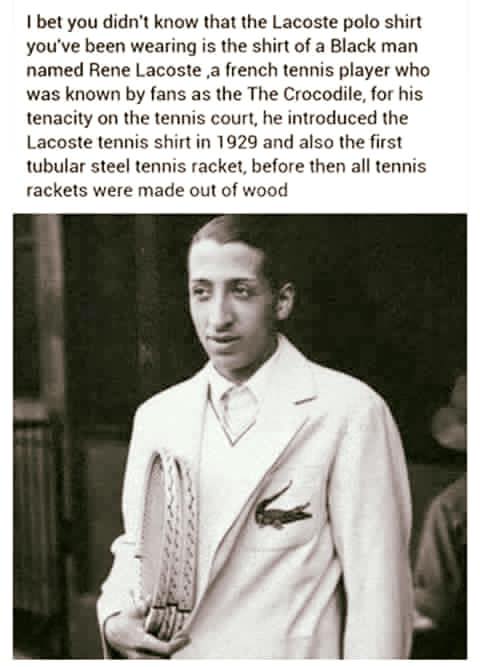 I bet you didn't know that the Lacoste polo shirt
you've been wearing is the shirt of a Black man
named Rene Lacoste ,a french tennis player who
was known by fans as the The Crocodile, for his
tenacity on the tennis court, he introduced the
Lacoste tennis shirt in 1929 and also the first
tubular steel tennis racket, before then all tennis
rackets were made out of wood